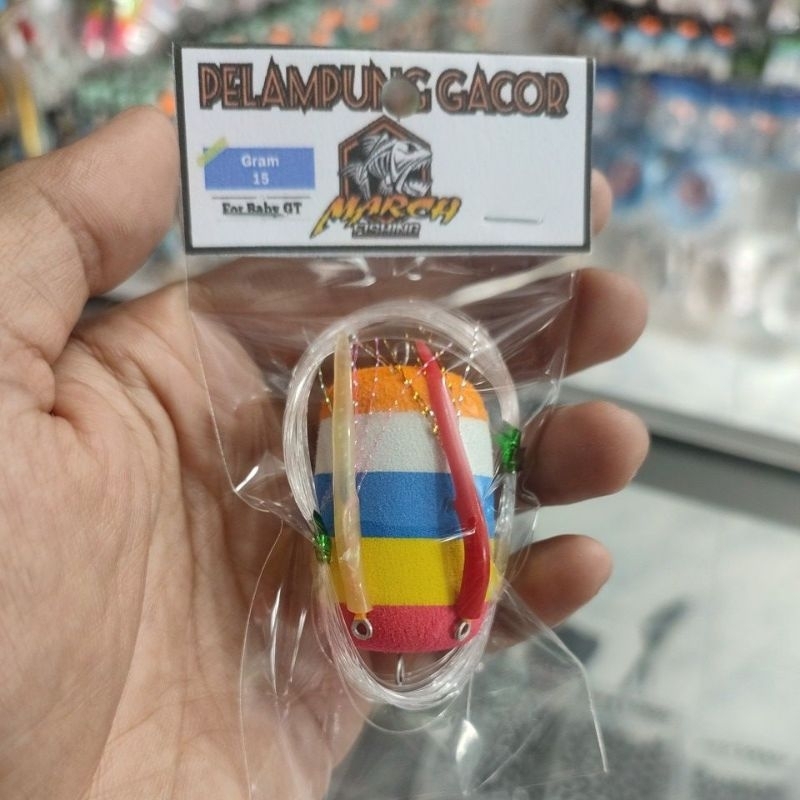 PELAMPUNG GACOR
Gram
15
For Baby GT
MARCH
FISHING